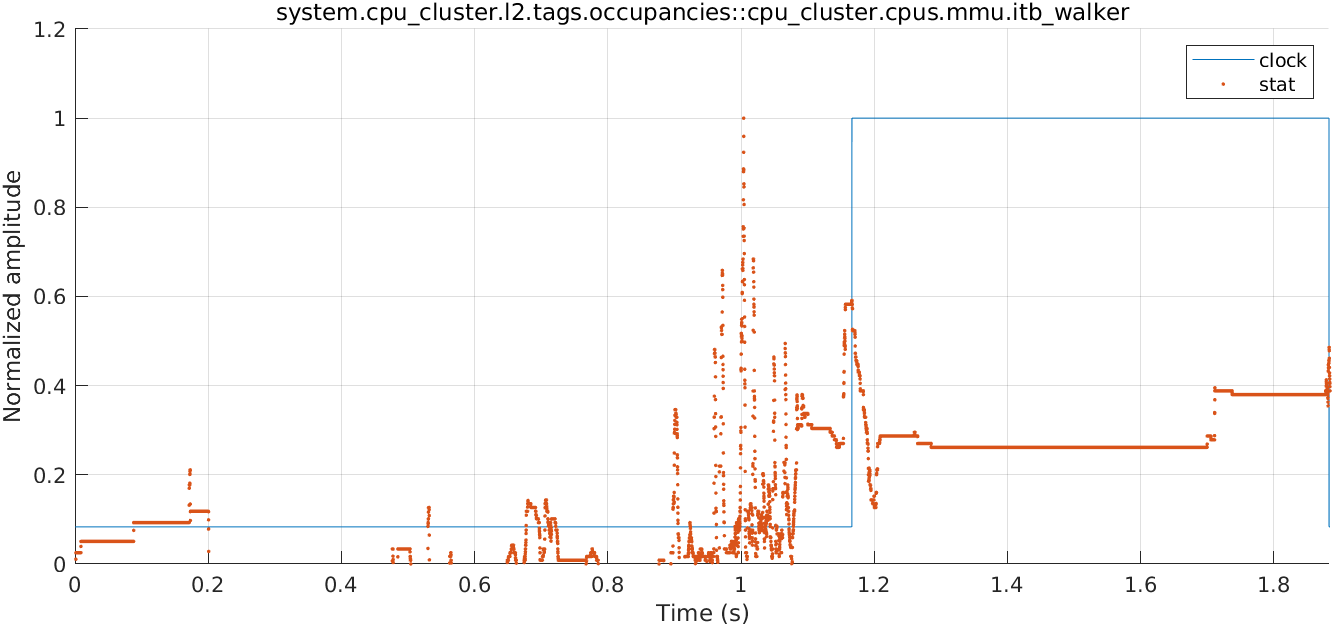 system.cpu_cluster.l2.tags.occupancies::cpu_cluster.cpus.mmu.itb_walker
1.2
clock
stat
1
0.8
0.6
0.4
0.2
0
Normalized amplitude
0 0.2 0.4 0.6 0.8 1 1.2 1.4 1.6 1.8
Time (s)